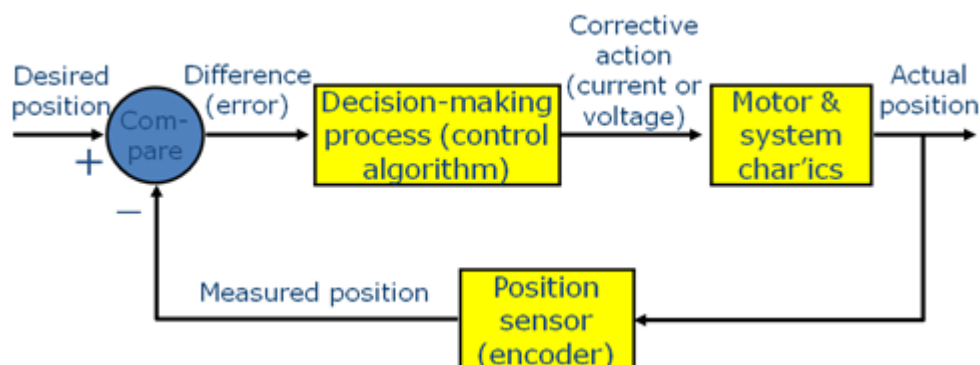 Desired
position
+
−
Com-
pare
Difference
(error)
Decision-making
process (control
algorithm)
Corrective
action
(current or
voltage)
Motor &
system
char’ics
Actual
position
Measured position
Position
sensor
(encoder)